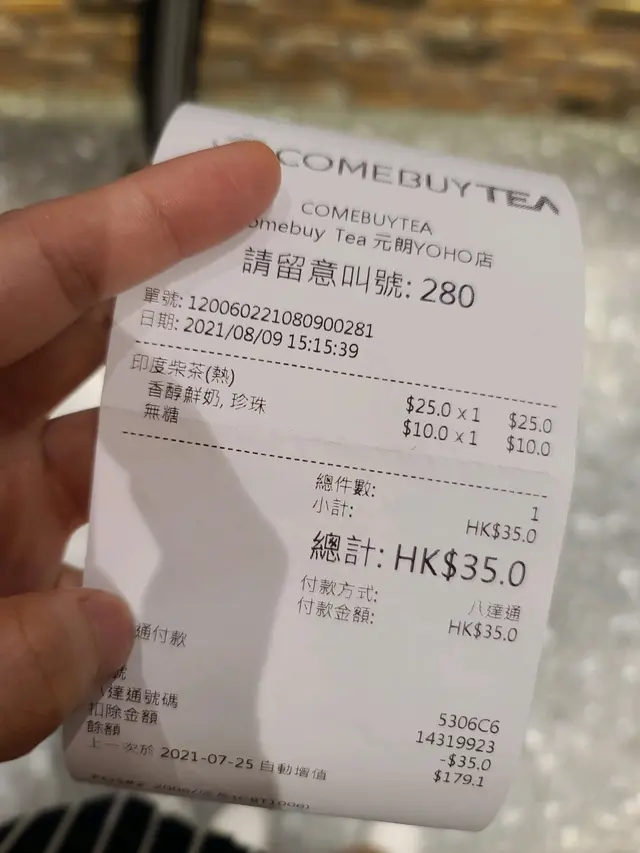 COMEBUYTEA
COMEBUYTEA
omebuy Tea 元朗YOHO店
請留意叫號: 280
單號: 120060221080900281
日期: 2021/08/09 15:15:39
印度柴茶(熱) $25.0 x 1 $25.0
香醇鮮奶, 珍珠 $10.0 x 1 $10.0
無糖
總件數: 1
小計: HK$35.0
總計: HK$35.0
付款方式: 八達通
付款金額: HK$35.0
通付款
號 5306C6
八達通號碼 14319923
扣除金額 -$35.0
餘額 $179.1
上一次於 2021-07-25 自動增值